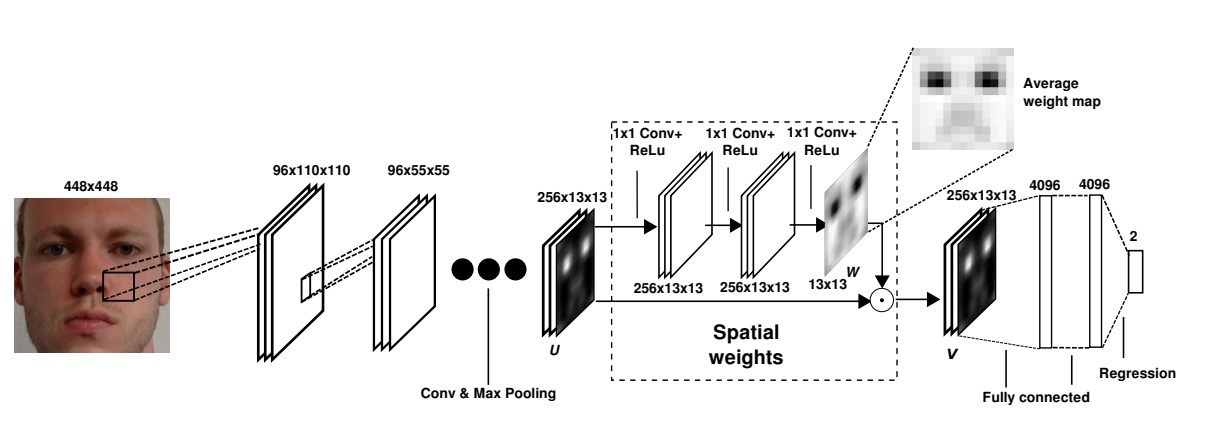 448x448
96x110x110
96x55x55
Conv & Max Pooling
256x13x13
U
1x1 Conv+
ReLu
1x1 Conv+
ReLu
1x1 Conv+
ReLu
256x13x13
256x13x13
13x13
W
Spatial
weights
Average
weight map
256x13x13
V
4096
4096
2
Fully connected
Regression